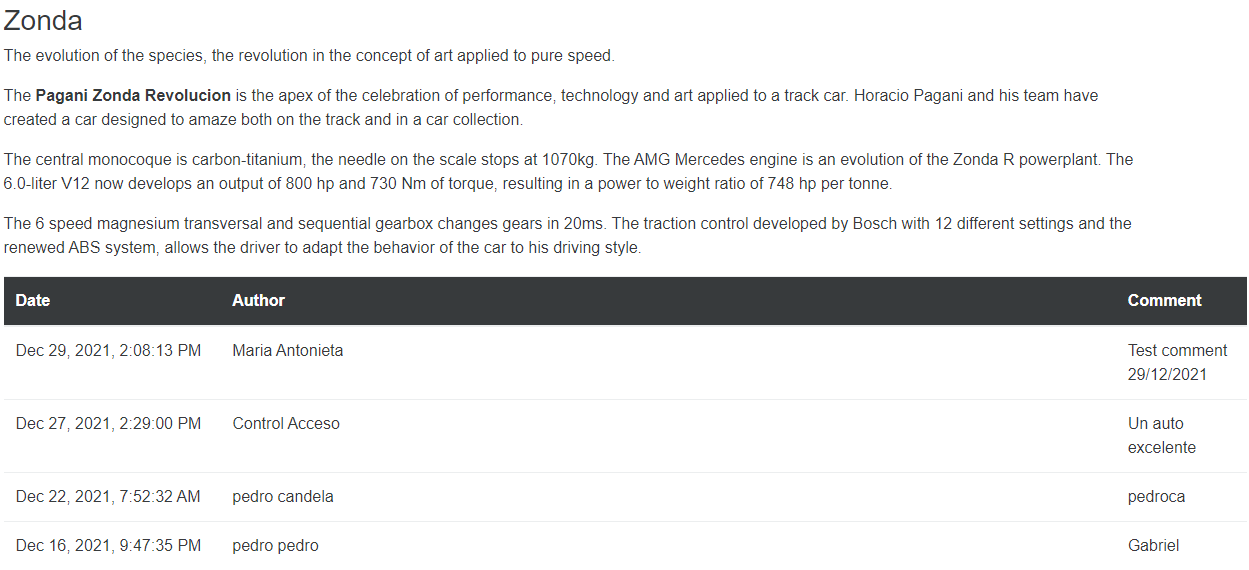 Zonda
The evolution of the species, the revolution in the concept of art applied to pure speed.
The Pagani Zonda Revolucion is the apex of the celebration of performance, technology and art applied to a track car. Horacio Pagani and his team have
created a car designed to amaze both on the track and in a car collection.
The central monocoque is carbon-titanium, the needle on the scale stops at 1070kg. The AMG Mercedes engine is an evolution of the Zonda R powerplant. The
6.0-liter V12 now develops an output of 800 hp and 730 Nm of torque, resulting in a power to weight ratio of 748 hp per tonne.
The 6 speed magnesium transversal and sequential gearbox changes gears in 20ms. The traction control developed by Bosch with 12 different settings and the
renewed ABS system, allows the driver to adapt the behavior of the car to his driving style.
Date Author Comment
Dec 29, 2021, 2:08:13 PM Maria Antonieta Test comment
29/12/2021
Dec 27, 2021, 2:29:00 PM Control Acceso Un auto
excelente
Dec 22, 2021, 7:52:32 AM pedro candela pedroca
Dec 16, 2021, 9:47:35 PM pedro pedro Gabriel